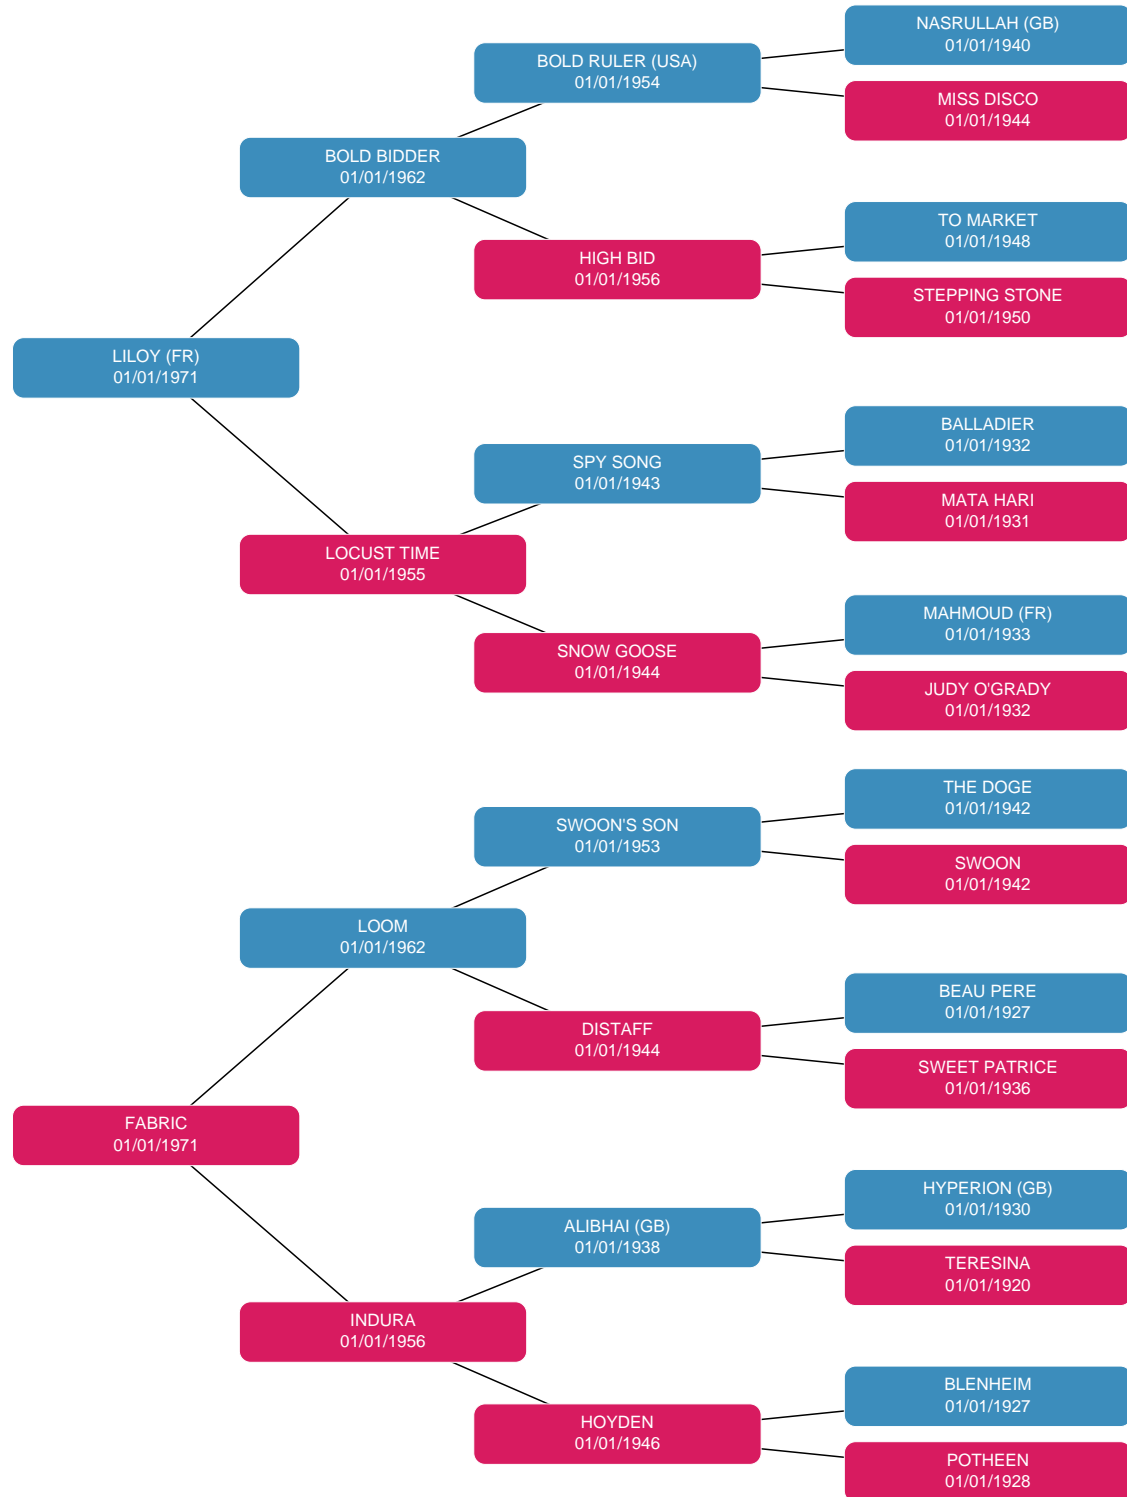 NASRULLAH (GB)
01/01/1940
BOLD RULER (USA)
01/01/1954
MISS DISCO
01/01/1944
BOLD BIDDER
01/01/1962
TO MARKET
01/01/1948
HIGH BID
01/01/1956
STEPPING STONE
01/01/1950
LILOY (FR)
01/01/1971
BALLADIER
01/01/1932
SPY SONG
01/01/1943
MATA HARI
01/01/1931
LOCUST TIME
01/01/1955
MAHMOUD (FR)
01/01/1933
SNOW GOOSE
01/01/1944
JUDY O'GRADY
01/01/1932
THE DOGE
01/01/1942
SWOON'S SON
01/01/1953
SWOON
01/01/1942
LOOM
01/01/1962
BEAU PERE
01/01/1927
DISTAFF
01/01/1944
SWEET PATRICE
01/01/1936
FABRIC
01/01/1971
HYPERION (GB)
01/01/1930
ALIBHAI (GB)
01/01/1938
TERESINA
01/01/1920
INDURA
01/01/1956
BLENHEIM
01/01/1927
HOYDEN
01/01/1946
POTHEEN
01/01/1928